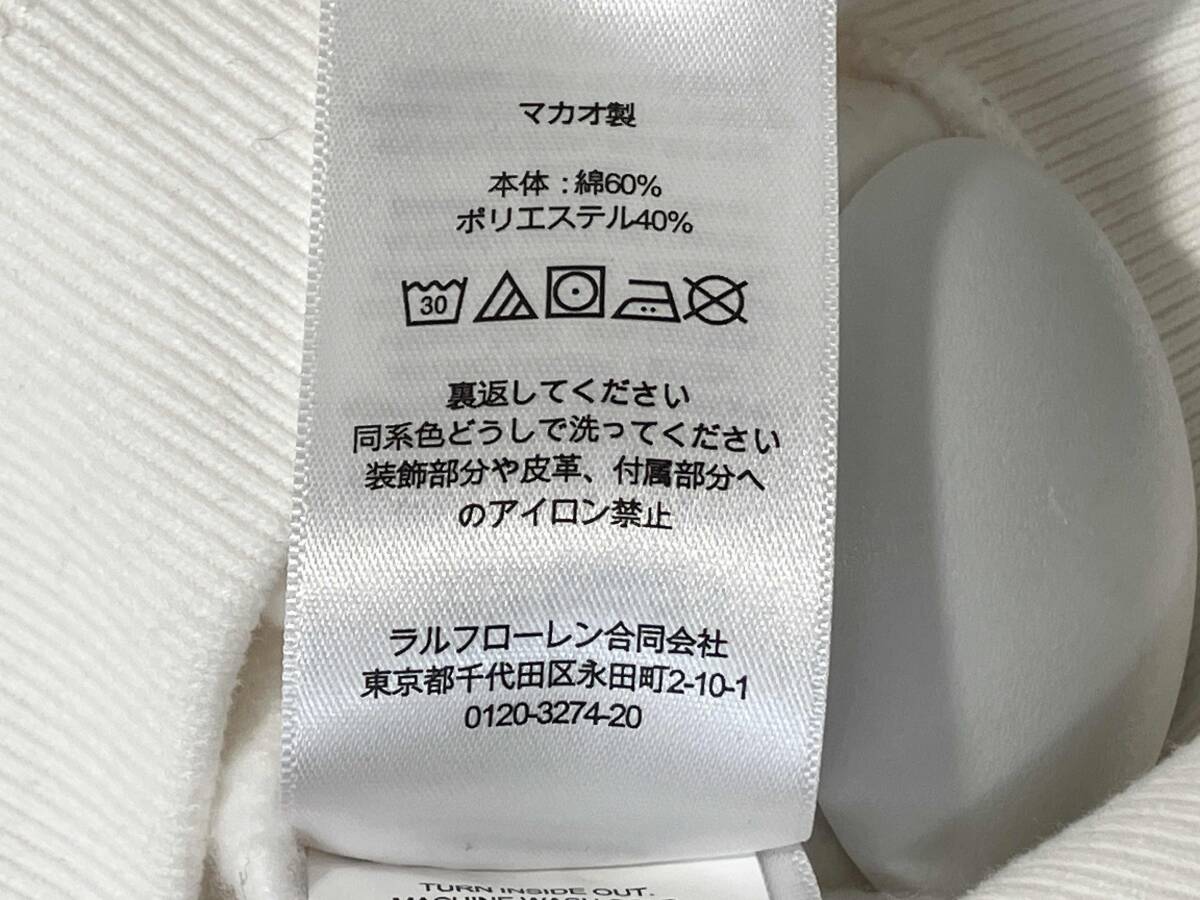 マカオ製
本体 : 綿60%
ポリエステル40%
30
裏返してください
同系色どうしで洗ってください
装飾部分や皮革、付属部分へ
のアイロン禁止
ラルフローレン合同会社
東京都千代田区永田町2-10-1
0120-3274-20
TURN INSIDE OUT.
MACHINE WASH